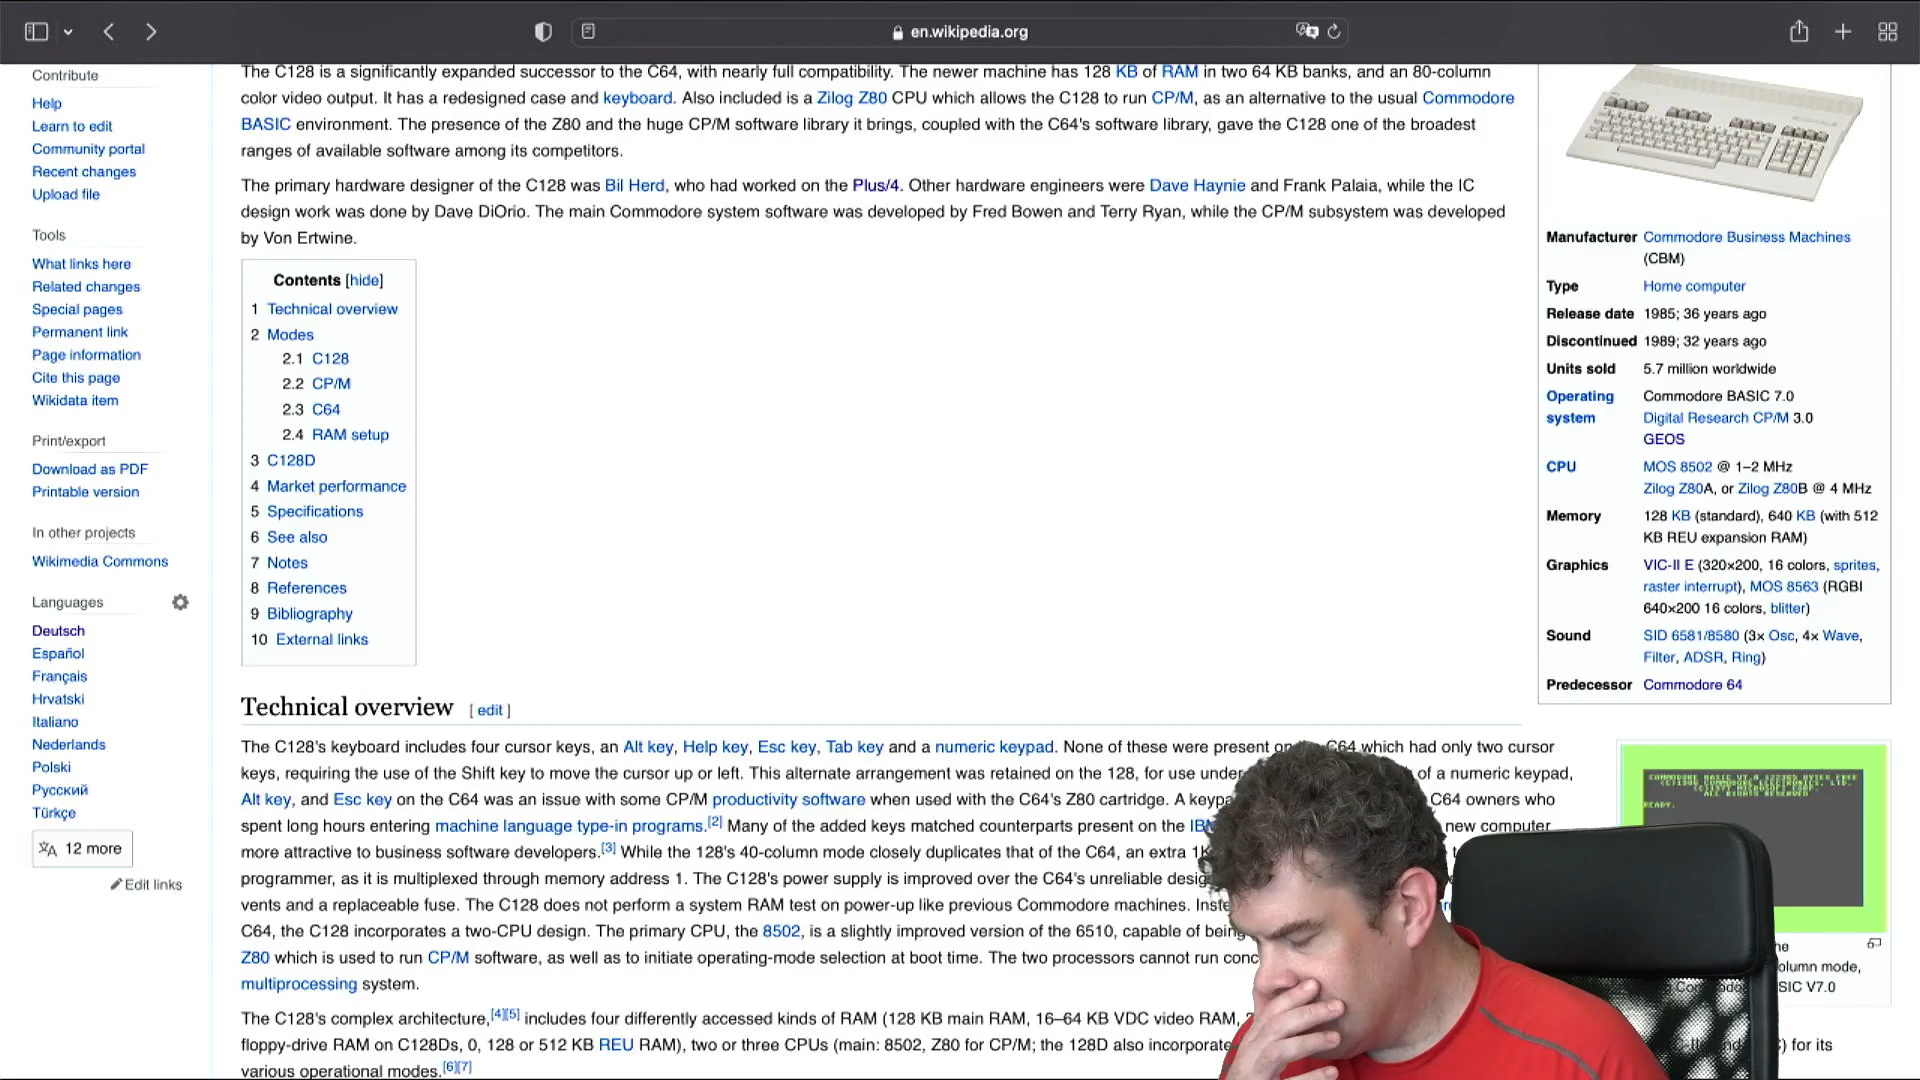 en.wikipedia.org
Contribute
Help
Learn to edit
Community portal
Recent changes
Upload file
Tools
What links here
Related changes
Special pages
Permanent link
Page information
Cite this page
Wikidata item
Print/export
Download as PDF
Printable version
In other projects
Wikimedia Commons
Languages
Deutsch
Español
Français
Hrvatski
Italiano
Nederlands
Polski
Русский
Türkçe
12 more
Edit links
The C128 is a significantly expanded successor to the C64, with nearly full compatibility. The newer machine has 128 KB of RAM in two 64 KB banks, and an 80-column
color video output. It has a redesigned case and keyboard. Also included is a Zilog Z80 CPU which allows the C128 to run CP/M, as an alternative to the usual Commodore
BASIC environment. The presence of the Z80 and the huge CP/M software library it brings, coupled with the C64's software library, gave the C128 one of the broadest
ranges of available software among its competitors.
The primary hardware designer of the C128 was Bil Herd, who had worked on the Plus/4. Other hardware engineers were Dave Haynie and Frank Palaia, while the IC
design work was done by Dave DiOrio. The main Commodore system software was developed by Fred Bowen and Terry Ryan, while the CP/M subsystem was developed
by Von Ertwine.
Contents [hide]
1 Technical overview
2 Modes
2.1 C128
2.2 CP/M
2.3 C64
2.4 RAM setup
3 C128D
4 Market performance
5 Specifications
6 See also
7 Notes
8 References
9 Bibliography
10 External links
Technical overview [ edit ]
The C128's keyboard includes four cursor keys, an Alt key, Help key, Esc key, Tab key and a numeric keypad. None of these were present on C64 which had only two cursor
keys, requiring the use of the Shift key to move the cursor up or left. This alternate arrangement was retained on the 128, for use under of a numeric keypad,
Alt key, and Esc key on the C64 was an issue with some CP/M productivity software when used with the C64's Z80 cartridge. A keypa C64 owners who
spent long hours entering machine language type-in programs.[2] Many of the added keys matched counterparts present on the IB new computer
more attractive to business software developers.[3] While the 128's 40-column mode closely duplicates that of the C64, an extra 1K
programmer, as it is multiplexed through memory address 1. The C128's power supply is improved over the C64's unreliable desig
vents and a replaceable fuse. The C128 does not perform a system RAM test on power-up like previous Commodore machines. Inste
C64, the C128 incorporates a two-CPU design. The primary CPU, the 8502, is a slightly improved version of the 6510, capable of being
Z80 which is used to run CP/M software, as well as to initiate operating-mode selection at boot time. The two processors cannot run conc
multiprocessing system.
The C128's complex architecture,[4][5] includes four differently accessed kinds of RAM (128 KB main RAM, 16–64 KB VDC video RAM,
floppy-drive RAM on C128Ds, 0, 128 or 512 KB REU RAM), two or three CPUs (main: 8502, Z80 for CP/M; the 128D also incorporate ) for its
various operational modes.[6][7]
Manufacturer Commodore Business Machines
(CBM)
Type Home computer
Release date 1985; 36 years ago
Discontinued 1989; 32 years ago
Units sold 5.7 million worldwide
Operating system Commodore BASIC 7.0
Digital Research CP/M 3.0
GEOS
CPU MOS 8502 @ 1–2 MHz
Zilog Z80A, or Zilog Z80B @ 4 MHz
Memory 128 KB (standard), 640 KB (with 512
KB REU expansion RAM)
Graphics VIC-II E (320×200, 16 colors, sprites,
raster interrupt), MOS 8563 (RGBI
640×200 16 colors, blitter)
Sound SID 6581/8580 (3× Osc, 4× Wave,
Filter, ADSR, Ring)
Predecessor Commodore 64
COMMODORE BASIC V7.0 122365 BYTES FREE
(C)1986 COMMODORE ELECTRONICS, LTD.
(C)1977 MICROSOFT CORP.
ALL RIGHTS RESERVED
READY.
he
olumn mode,
SIC V7.0